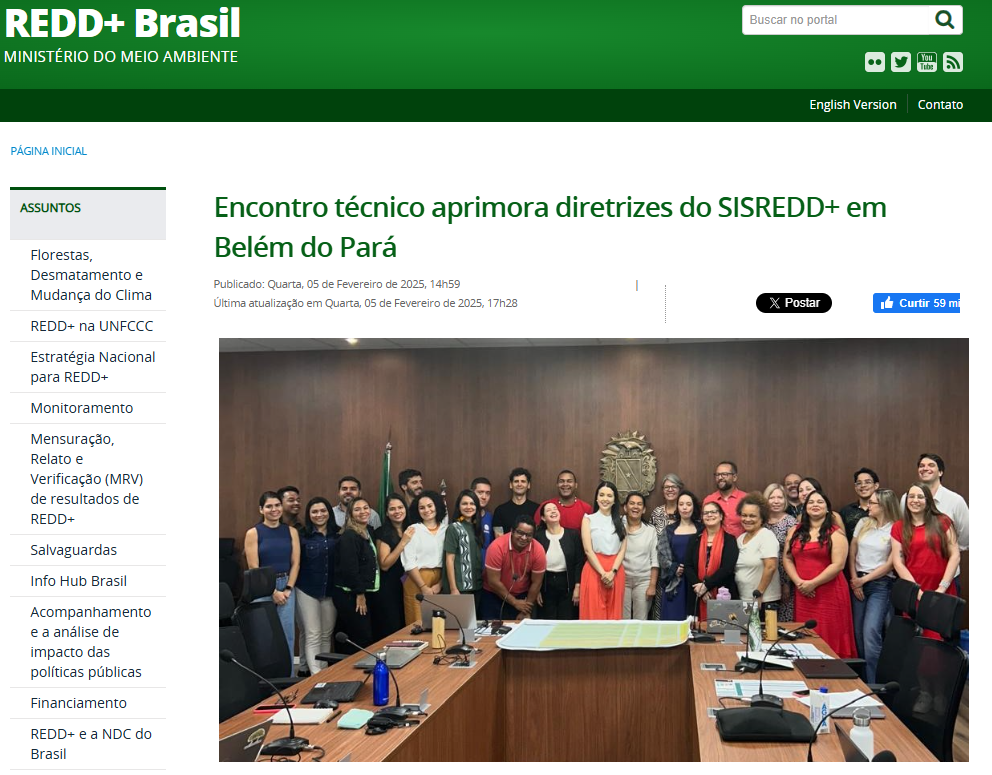 REDD+ Brasil
MINISTÉRIO DO MEIO AMBIENTE
Buscar no portal
You
Tube
English Version
Contato
PÁGINA INICIAL
ASSUNTOS
Florestas,
Desmatamento e
Mudança do Clima
REDD+ na UNFCCC
Estratégia Nacional
para REDD+
Monitoramento
Mensuração,
Relato e
Verificação (MRV)
de resultados de
REDD+
Salvaguardas
Info Hub Brasil
Acompanhamento
e a análise de
impacto das
políticas públicas
Financiamento
REDD+ e a NDC do
Brasil
Encontro técnico aprimora diretrizes do SISREDD+ em
Belém do Pará
Publicado: Quarta, 05 de Fevereiro de 2025, 14h59
|
Última atualização em Quarta, 05 de Fevereiro de 2025, 17h28
X Postar
Curtir 59 mi